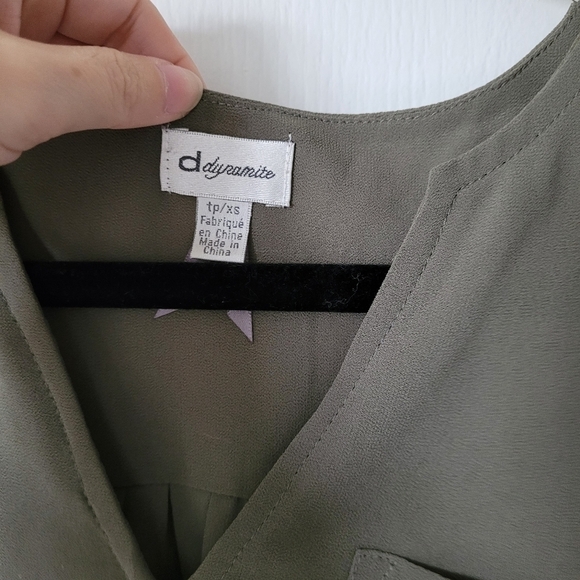 d dynamite
tp/xs
Fabriqué
en Chine
Made in
China